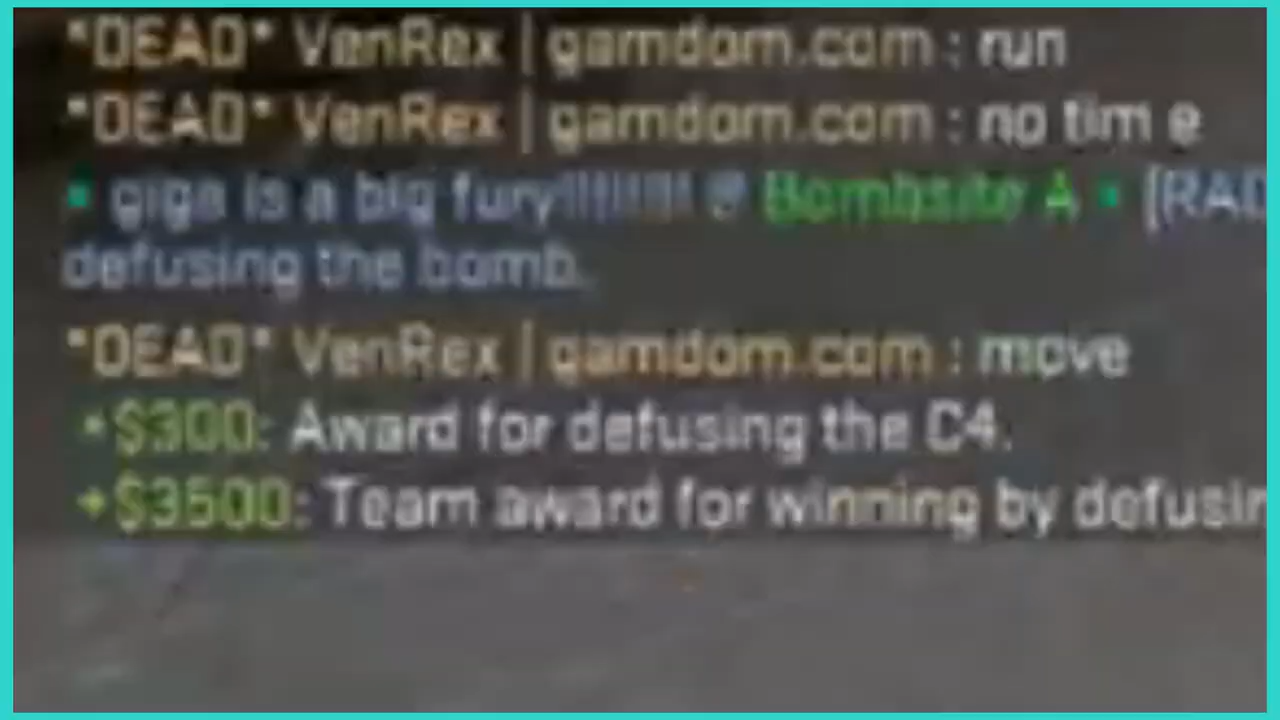 *DEAD* VenRex | gamdom.com : run
*DEAD* VenRex | gamdom.com : no tim e
• giga is a big fury!!!!!!!! @ Bombsite A • [RAD
defusing the bomb.
*DEAD* VenRex | gamdom.com : move
+$300: Award for defusing the C4.
+$3500: Team award for winning by defusin